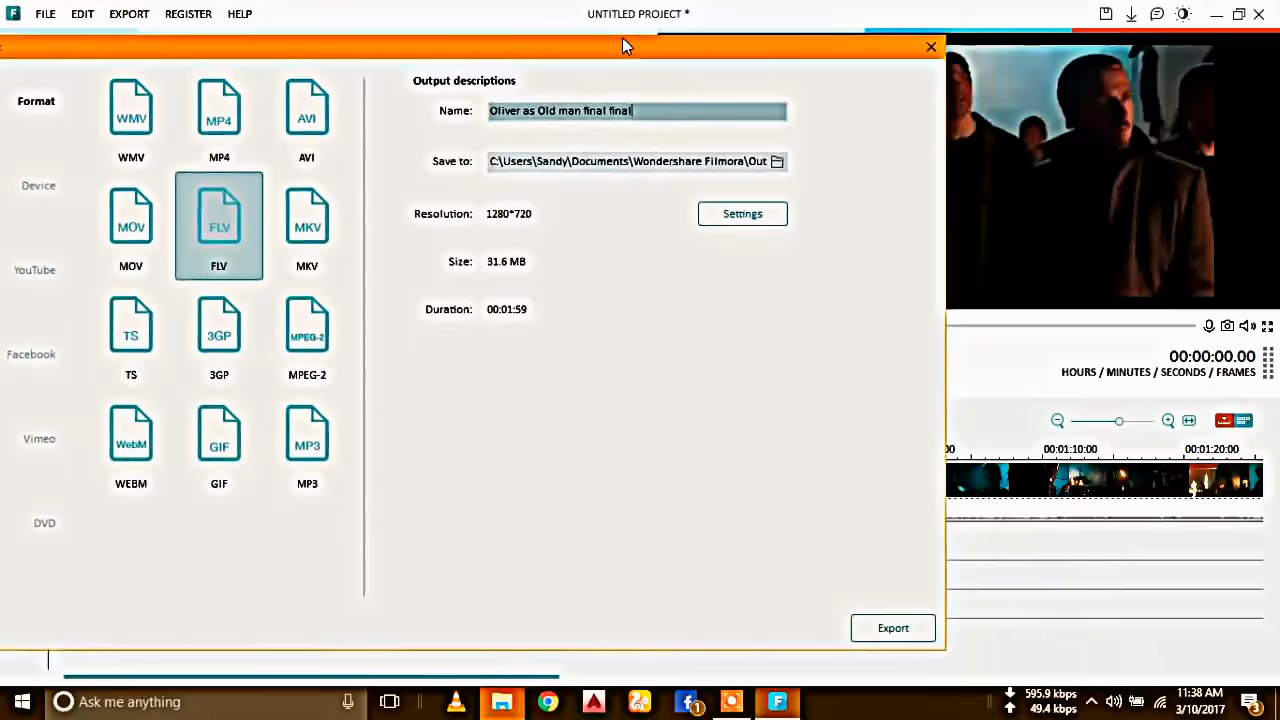 FILE EDIT EXPORT REGISTER HELP UNTITLED PROJECT *
Format
Device
YouTube
Facebook
Vimeo
DVD
WMV MP4 AVI
WMV MP4 AVI
MOV FLV MKV
MOV FLV MKV
TS 3GP MPEG-2
TS 3GP MPEG-2
WebM GIF MP3
WEBM GIF MP3
Output descriptions
Name: Oliver as Old man final final
Save to: C:\Users\Sandy\Documents\Wondershare Filmora\Out
Resolution: 1280*720 Settings
Size: 31.6 MB
Duration: 00:01:59
Export
00:00:00.00
HOURS / MINUTES / SECONDS / FRAMES
00 00:01:10:00 00:01:20:00
Ask me anything
595.9 kbps
49.4 kbps
11:38 AM
3/10/2017
1
3